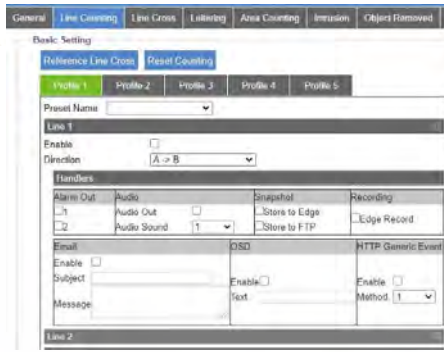 General Line Counting Line Cross Loitering Area Counting Intrusion Object Removed
Basic Setting
Reference Line Cross Reset Counting
Profile 1 Profile 2 Profile 3 Profile 4 Profile 5
Preset Name
Line 1
Enable
Direction A -> B
Handlers
Alarm Out Audio Snapshot Recording
1 Audio Out Store to Edge Edge Record
2 Audio Sound 1 Store to FTP
Email OSD HTTP Generic Event
Enable
Subject Enable Enable
Message Text Method 1
Line 2